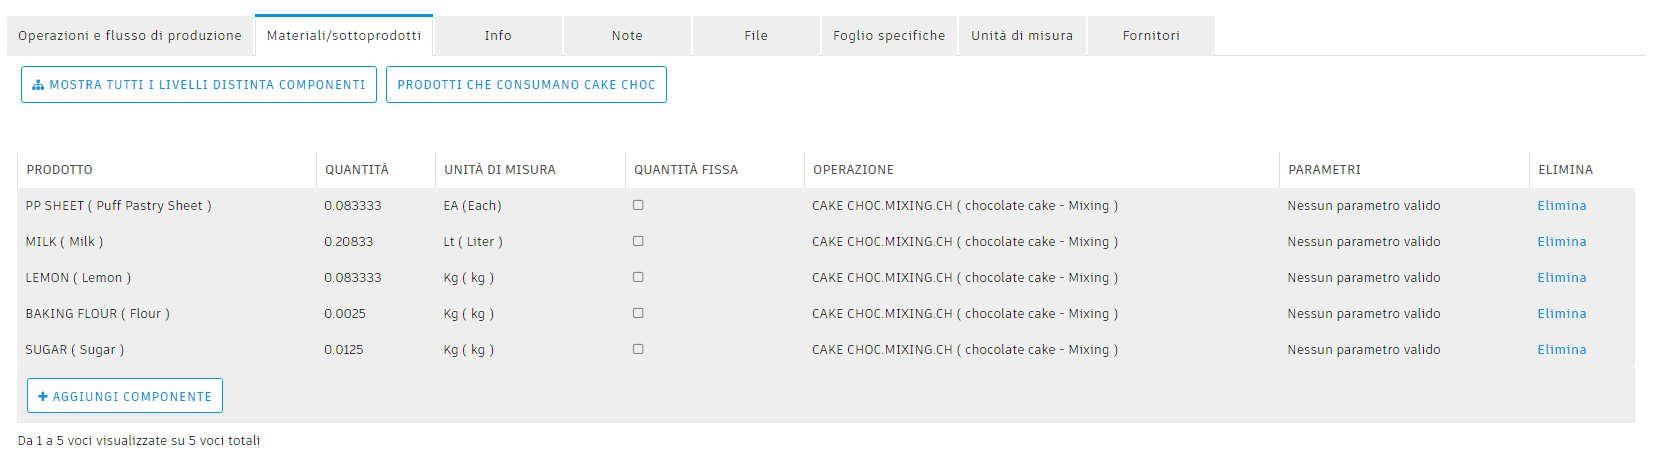 Operazioni e flusso di produzione Materiali/sottoprodotti Info Note File Foglio specifiche Unità di misura Fornitori
MOSTRA TUTTI I LIVELLI DISTINTA COMPONENTI PRODOTTI CHE CONSUMANO CAKE CHOC
PRODOTTO QUANTITÀ UNITÀ DI MISURA QUANTITÀ FISSA OPERAZIONE PARAMETRI ELIMINA
PP SHEET ( Puff Pastry Sheet ) 0.083333 EA (Each) CAKE CHOC.MIXING.CH ( chocolate cake - Mixing ) Nessun parametro valido Elimina
MILK ( Milk ) 0.20833 Lt ( Liter ) CAKE CHOC.MIXING.CH ( chocolate cake - Mixing ) Nessun parametro valido Elimina
LEMON ( Lemon ) 0.083333 Kg ( kg ) CAKE CHOC.MIXING.CH ( chocolate cake - Mixing ) Nessun parametro valido Elimina
BAKING FLOUR ( Flour ) 0.0025 Kg ( kg ) CAKE CHOC.MIXING.CH ( chocolate cake - Mixing ) Nessun parametro valido Elimina
SUGAR ( Sugar ) 0.0125 Kg ( kg ) CAKE CHOC.MIXING.CH ( chocolate cake - Mixing ) Nessun parametro valido Elimina
+ AGGIUNGI COMPONENTE
Da 1 a 5 voci visualizzate su 5 voci totali